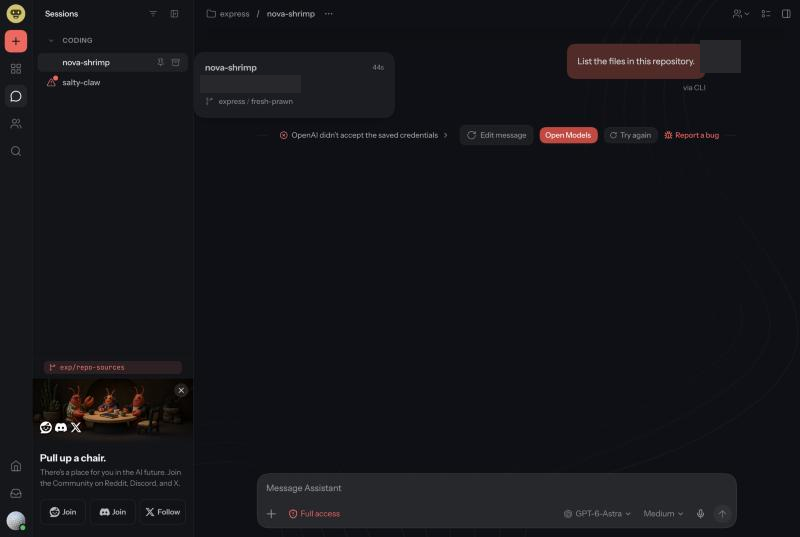 Sessions
express / nova-shrimp
CODING
nova-shrimp
salty-claw
nova-shrimp
44s
express / fresh-prawn
List the files in this repository.
via CLI
OpenAI didn't accept the saved credentials
Edit message
Open Models
Try again
Report a bug
exp/repo-sources
Pull up a chair.
There's a place for you in the AI future. Join
the Community on Reddit, Discord, and X.
Join
Join
Follow
Message Assistant
Full access
GPT-6-Astra
Medium